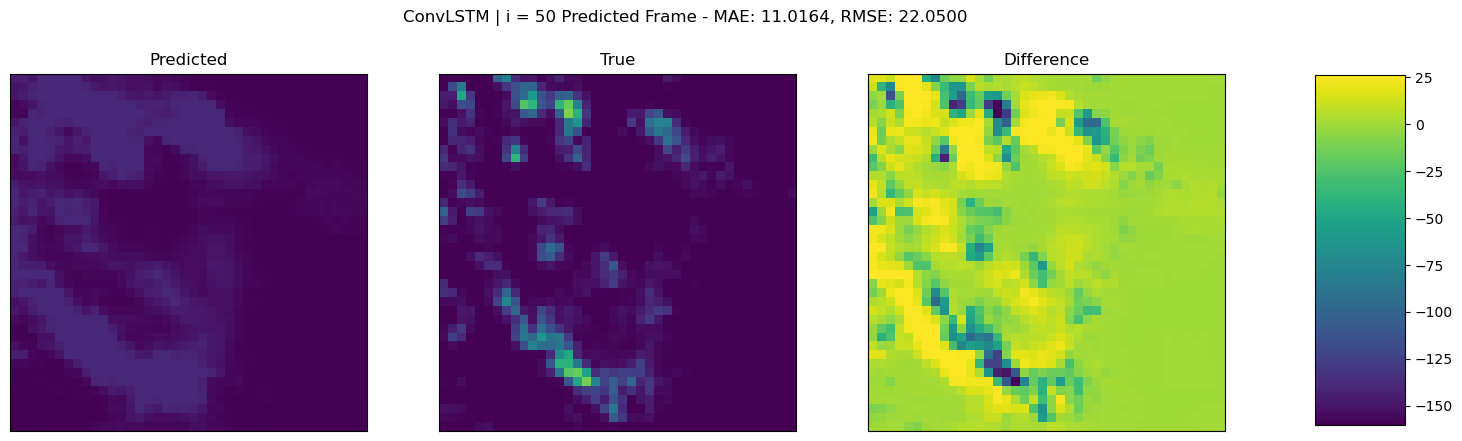 ConvLSTM | i = 50 Predicted Frame - MAE: 11.0164, RMSE: 22.0500
Predicted
True
Difference
25
0
−25
−50
−75
−100
−125
−150